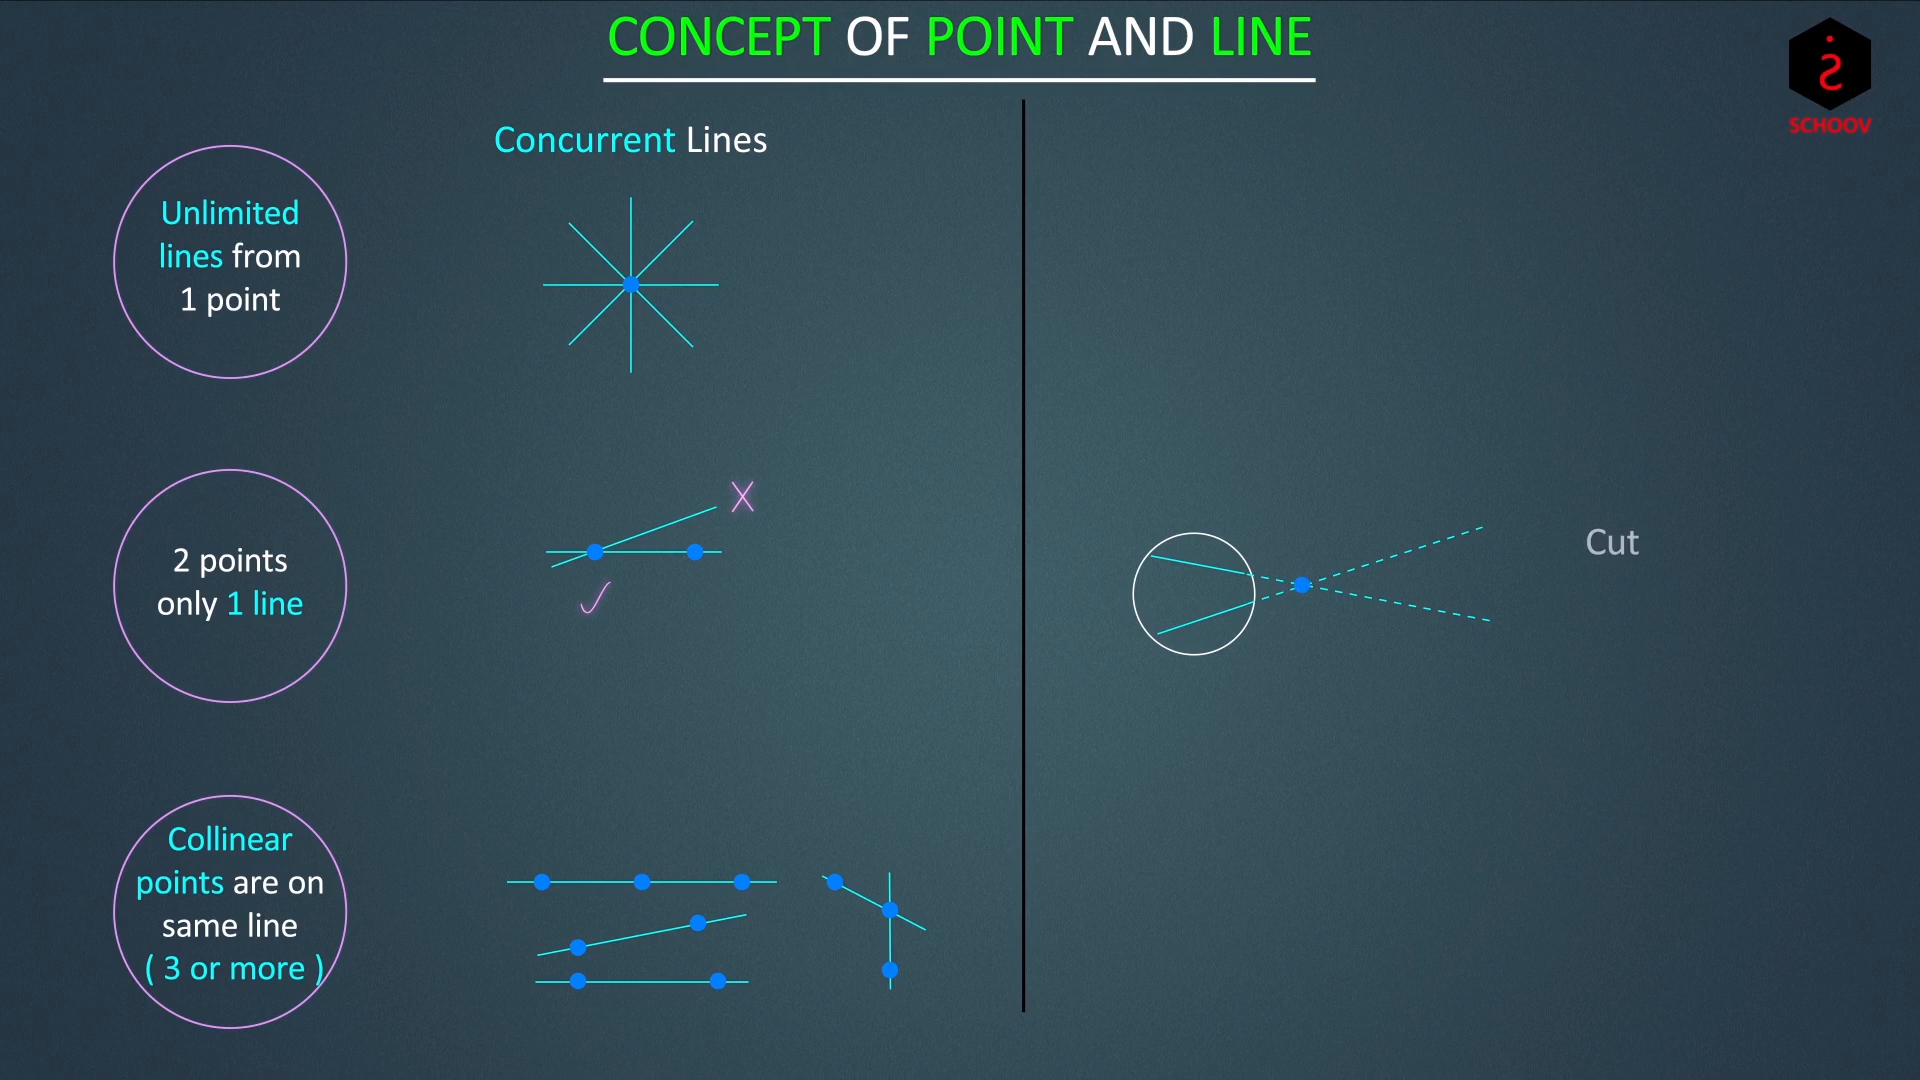 CONCEPT OF POINT AND LINE
SCHOOV
Concurrent Lines
Unlimited
lines from
1 point
X
2 points
only 1 line
Cut
Collinear
points are on
same line
( 3 or more )